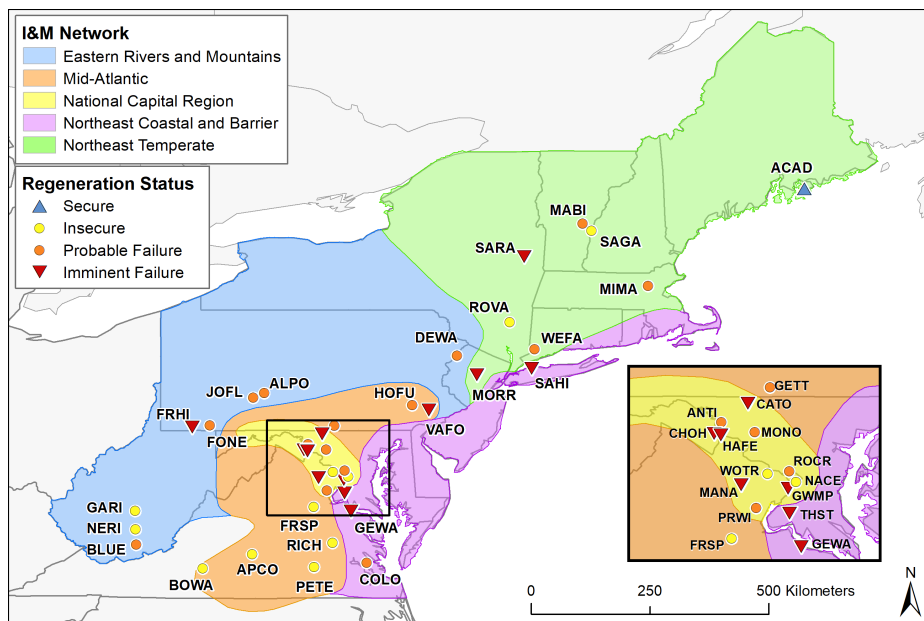 I&M Network
Eastern Rivers and Mountains
Mid-Atlantic
National Capital Region
Northeast Coastal and Barrier
Northeast Temperate
Regeneration Status
Secure
Insecure
Probable Failure
Imminent Failure
ACAD
MABI
SAGA
SARA
MIMA
ROVA
DEWA
WEFA
SAHI
MORR
JOFL
ALPO
HOFU
VAFO
FRHI
FONE
GARI
NERI
BLUE
FRSP
GEWA
RICH
APCO
BOWA
PETE
COLO
GETT
CATO
ANTI
CHOH
MONO
HAFE
WOTR
ROCR
NACE
MANA
GWMP
PRWI
THST
FRSP
GEWA
N
0 250 500 Kilometers